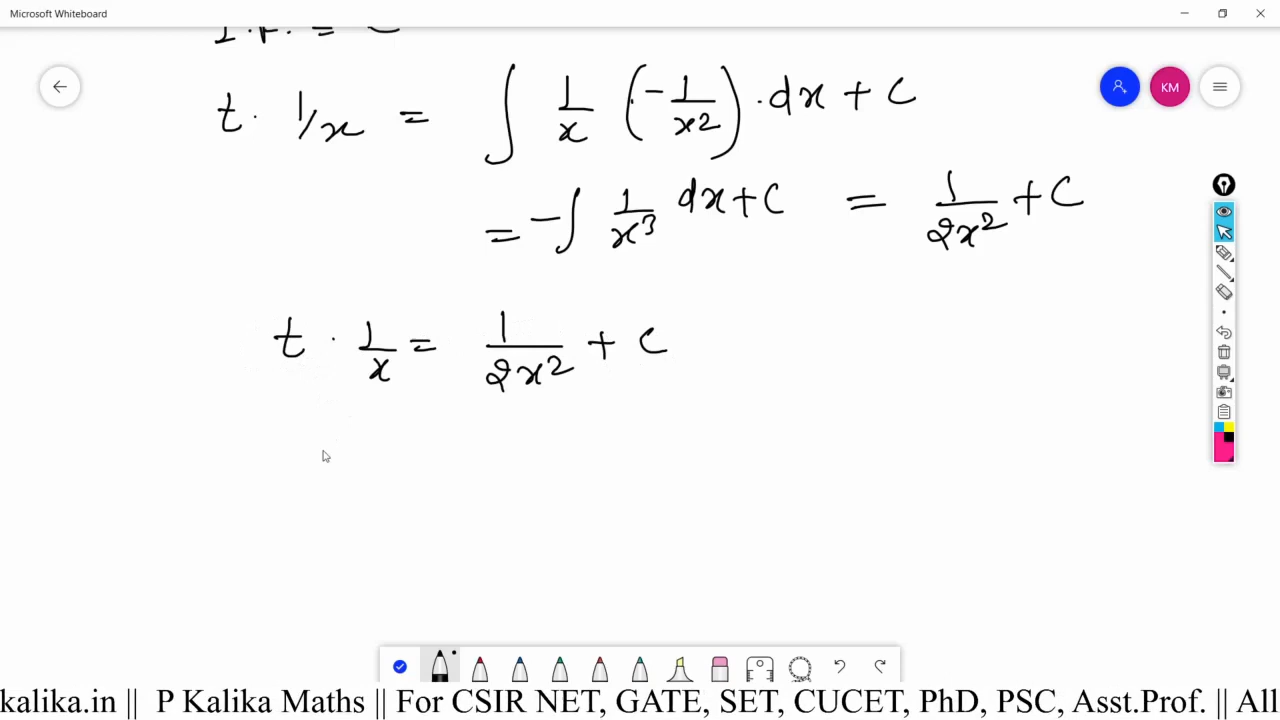 Microsoft Whiteboard
I.F. = e
KM
t · 1/x = ∫ 1/x (-1/x2) · dx + C
= -∫ 1/x³ dx + C = 1/2x² + C
t · 1/x = 1/2x² + C
kalika.in || P Kalika Maths || For CSIR NET, GATE, SET, CUCET, PhD, PSC, Asst.Prof. || All